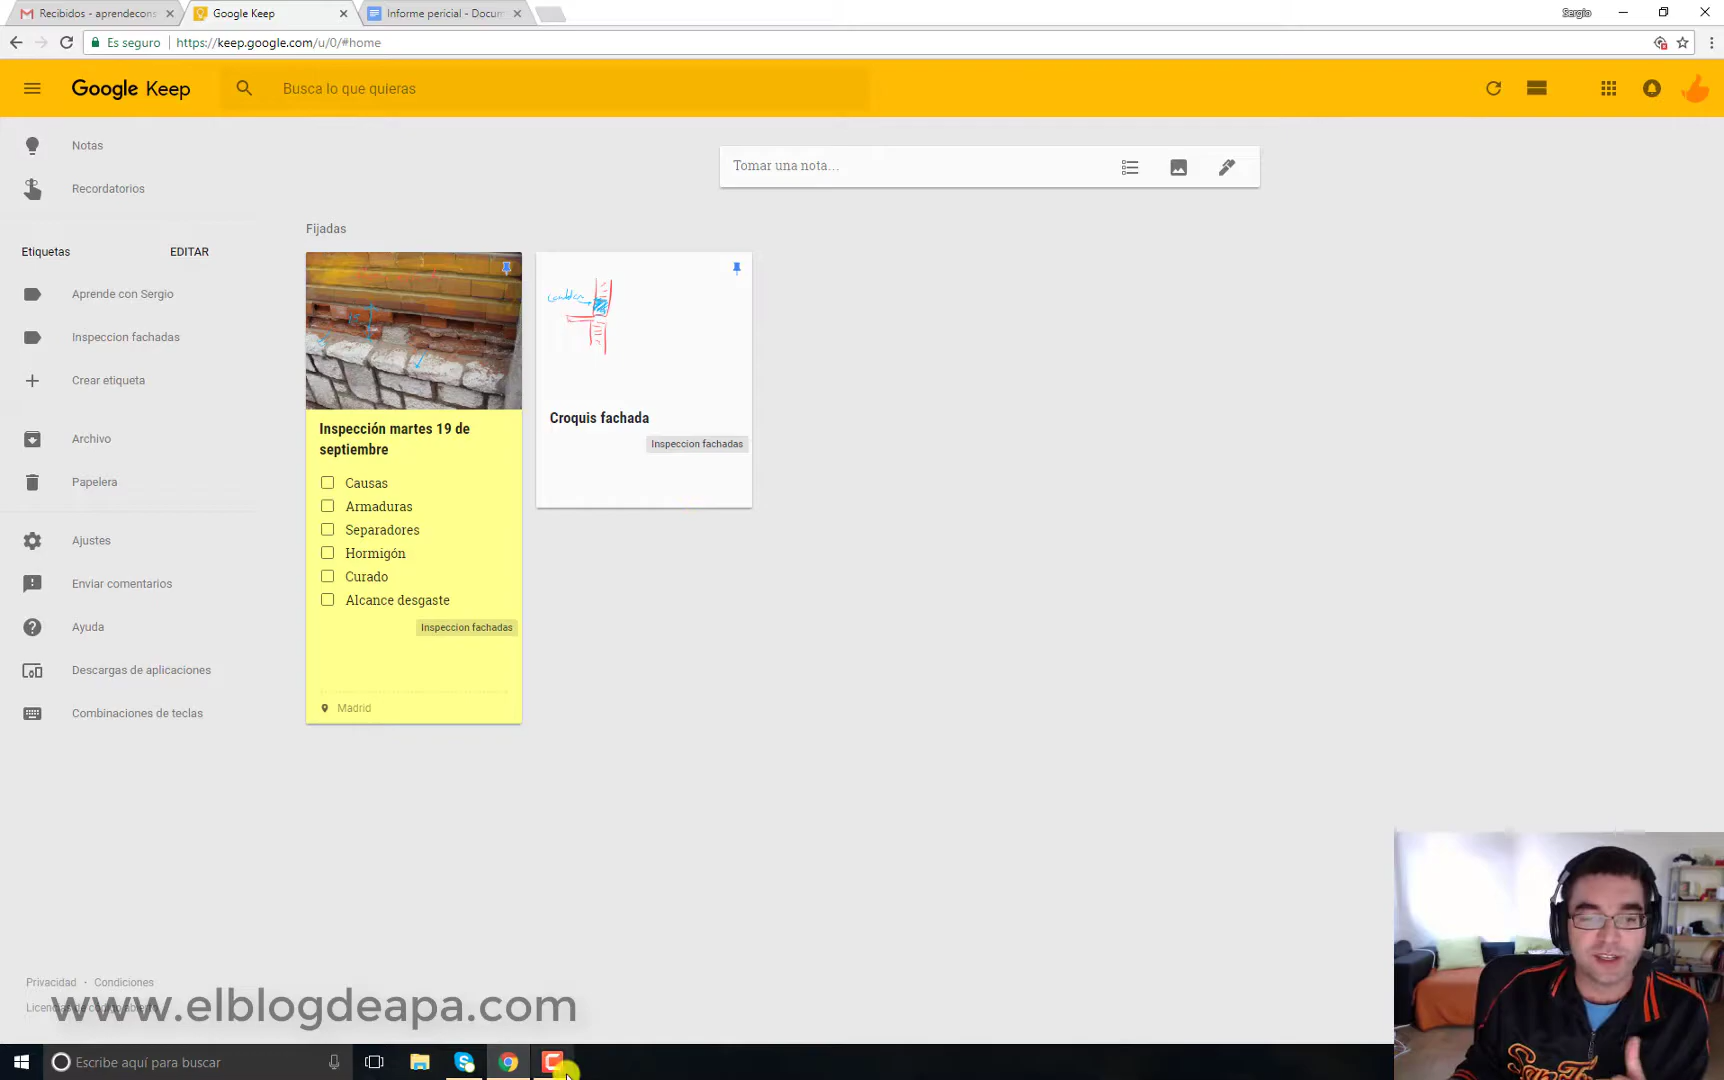 Recibidos - aprendecons
Google Keep
Informe pericial - Docum
Sergio
Es seguro
https://keep.google.com/u/0/#home
Google Keep
Busca lo que quieras
Notas
Tomar una nota...
Recordatorios
Fijadas
Etiquetas
EDITAR
Aprende con Sergio
Inspeccion fachadas
Crear etiqueta
Croquis fachada
Inspeccion fachadas
Inspección martes 19 de
septiembre
Causas
Armaduras
Separadores
Hormigón
Curado
Alcance desgaste
Inspeccion fachadas
Madrid
Archivo
Papelera
Ajustes
Enviar comentarios
Ayuda
Descargas de aplicaciones
Combinaciones de teclas
Privacidad · Condiciones
Licencias de código abierto
www.elblogdeapa.com
Escribe aquí para buscar